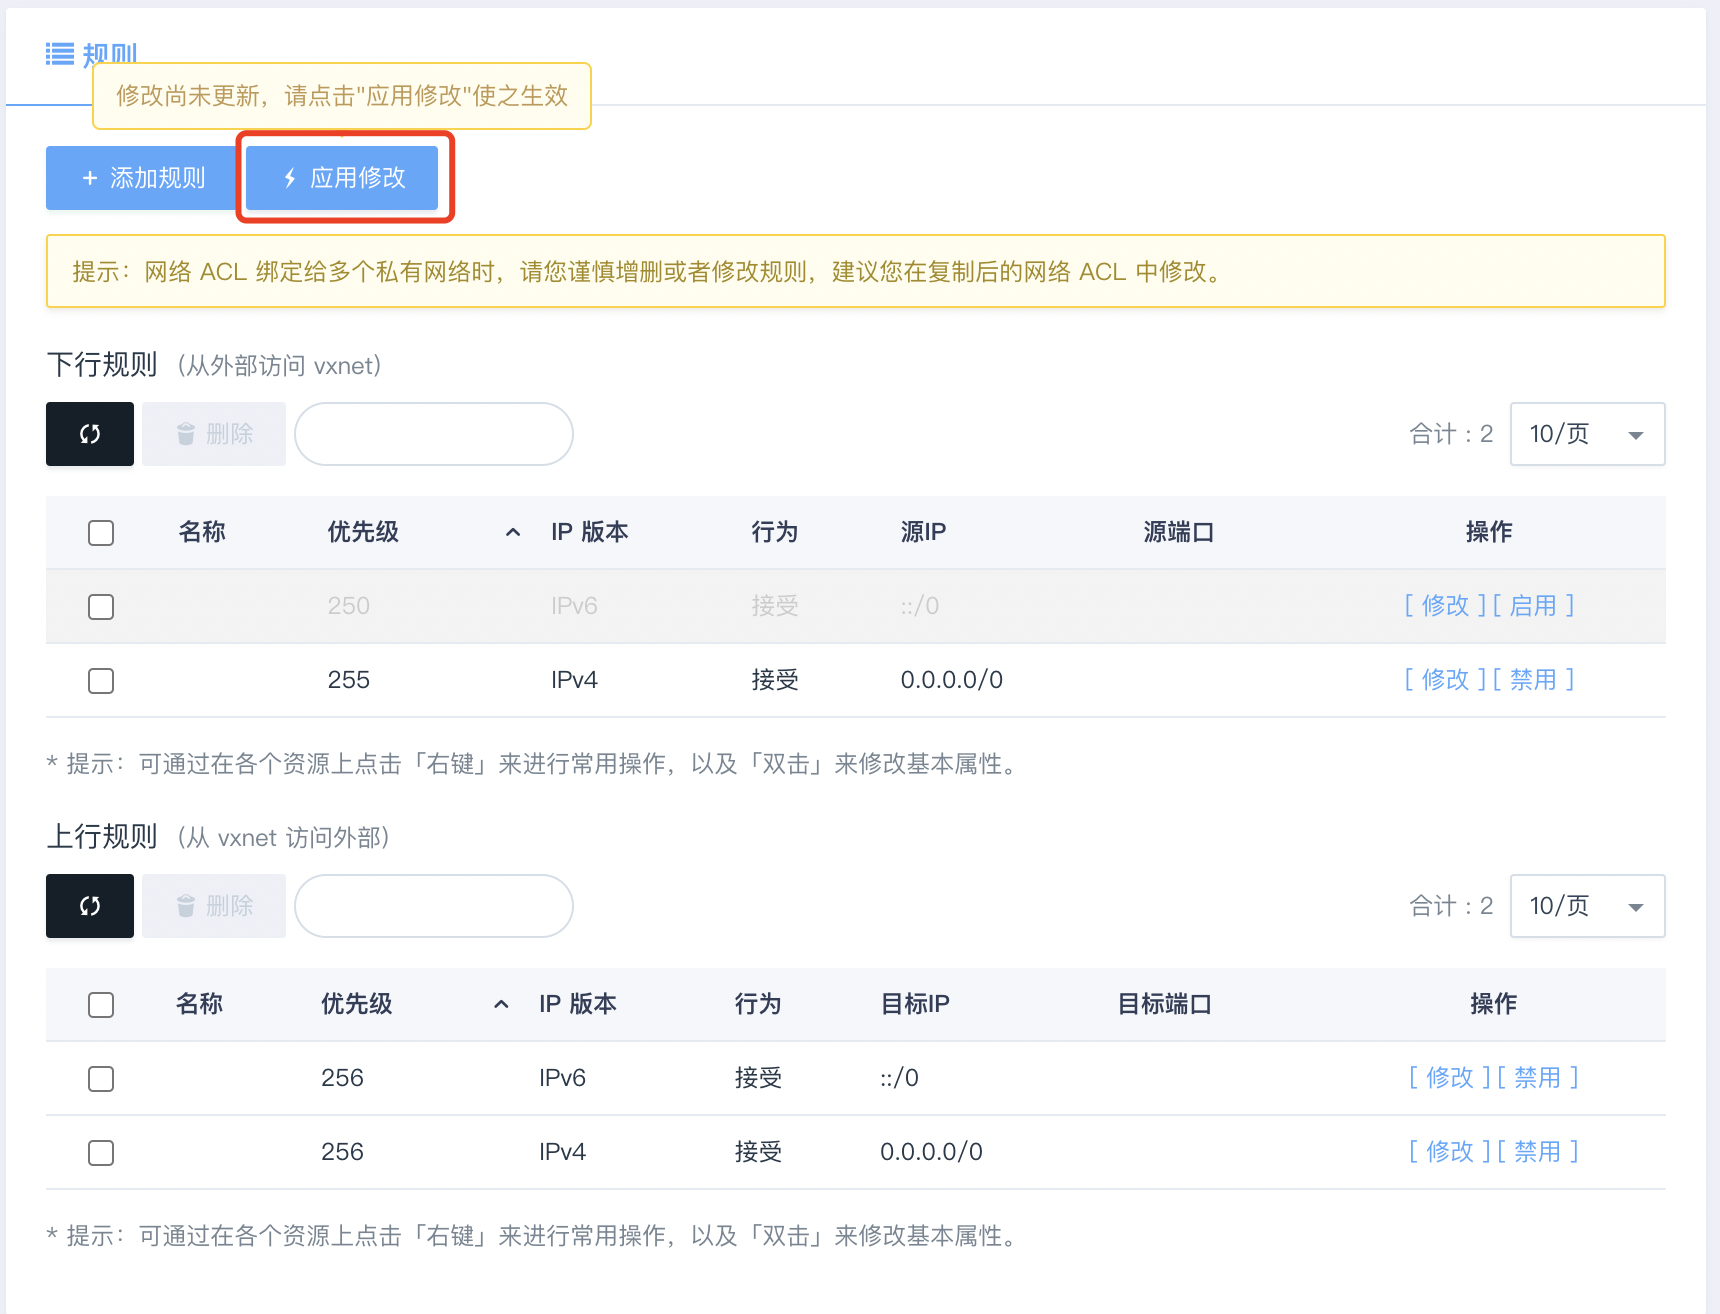 规则
修改尚未更新，请点击"应用修改"使之生效
+ 添加规则 应用修改
提示：网络 ACL 绑定给多个私有网络时，请您谨慎增删或者修改规则，建议您在复制后的网络 ACL 中修改。
下行规则 (从外部访问 vxnet)
删除 合计 : 2 10/页
名称 优先级 IP 版本 行为 源IP 源端口 操作
250 IPv6 接受 ::/0 [ 修改 ] [ 启用 ]
255 IPv4 接受 0.0.0.0/0 [ 修改 ] [ 禁用 ]
* 提示：可通过在各个资源上点击「右键」来进行常用操作，以及「双击」来修改基本属性。
上行规则 (从 vxnet 访问外部)
删除 合计 : 2 10/页
名称 优先级 IP 版本 行为 目标IP 目标端口 操作
256 IPv6 接受 ::/0 [ 修改 ] [ 禁用 ]
256 IPv4 接受 0.0.0.0/0 [ 修改 ] [ 禁用 ]
* 提示：可通过在各个资源上点击「右键」来进行常用操作，以及「双击」来修改基本属性。